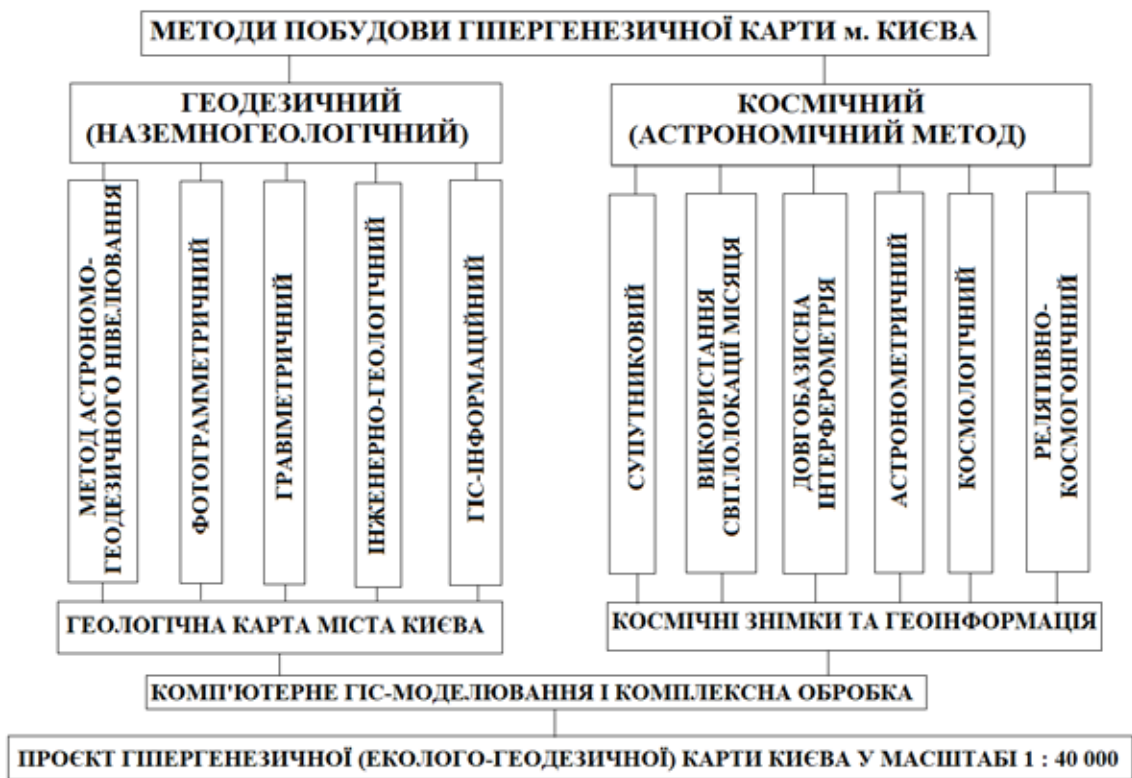 МЕТОДИ ПОБУДОВИ ГІПЕРГЕНЕЗИЧНОЇ КАРТИ м. КИЄВА
ГЕОДЕЗИЧНИЙ
(НАЗЕМНОГЕОЛОГІЧНИЙ)
КОСМІЧНИЙ
(АСТРОНОМІЧНИЙ МЕТОД)
МЕТОД АСТРОНОМО-
ГЕОДЕЗИЧНОГО НІВЕЛЮВАННЯ
ФОТОГРАММЕТРИЧНИЙ
ГРАВІМЕТРИЧНИЙ
ІНЖЕНЕРНО-ГЕОЛОГІЧНИЙ
ГІС-ІНФОРМАЦІЙНИЙ
СУПУТНИКОВИЙ
ВИКОРИСТАННЯ
СВІТЛОЛОКАЦІЇ МІСЯЦЯ
ДОВГОБАЗИСНА
ІНТЕРФЕРОМЕТРІЯ
АСТРОНОМЕТРИЧНИЙ
КОСМОЛОГІЧНИЙ
РЕЛЯТИВНО-
КОСМОГОНІЧНИЙ
ГЕОЛОГІЧНА КАРТА МІСТА КИЄВА
КОСМІЧНІ ЗНІМКИ ТА ГЕОІНФОРМАЦІЯ
КОМП'ЮТЕРНЕ ГІС-МОДЕЛЮВАННЯ І КОМПЛЕКСНА ОБРОБКА
ПРОЄКТ ГІПЕРГЕНЕЗИЧНОЇ (ЕКОЛОГО-ГЕОДЕЗИЧНОЇ) КАРТИ КИЄВА У МАСШТАБІ 1 : 40 000